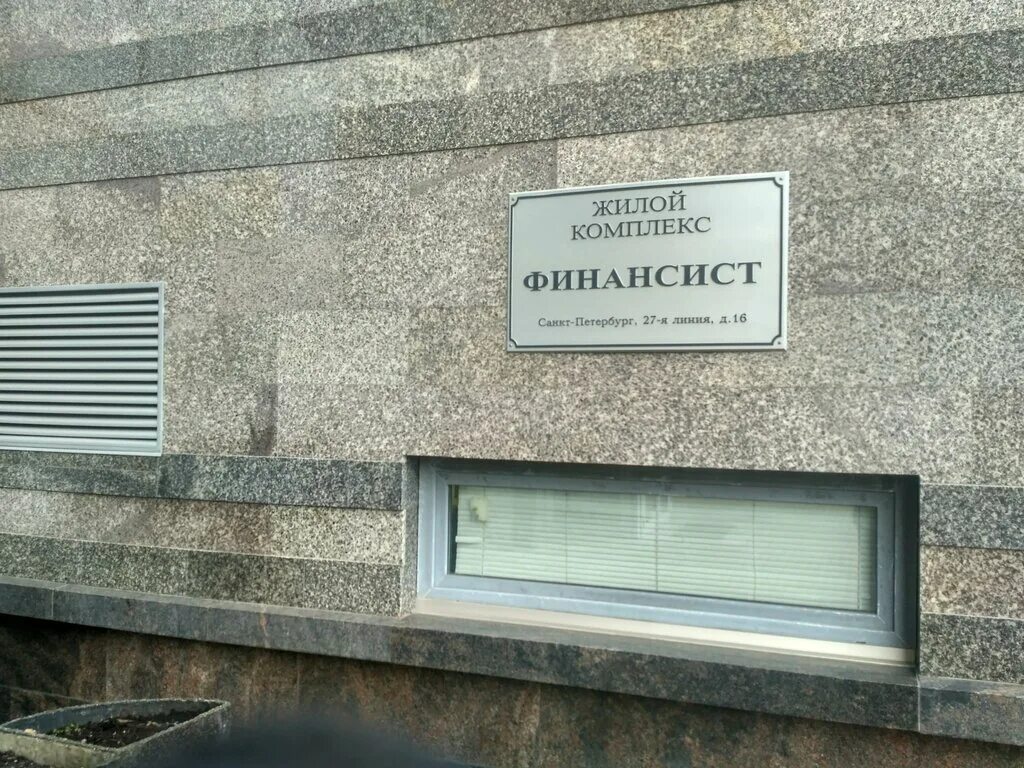 ЖИЛОЙ
КОМПЛЕКС
ФИНАНСИСТ
Санкт-Петербург, 27-я линия, д.16